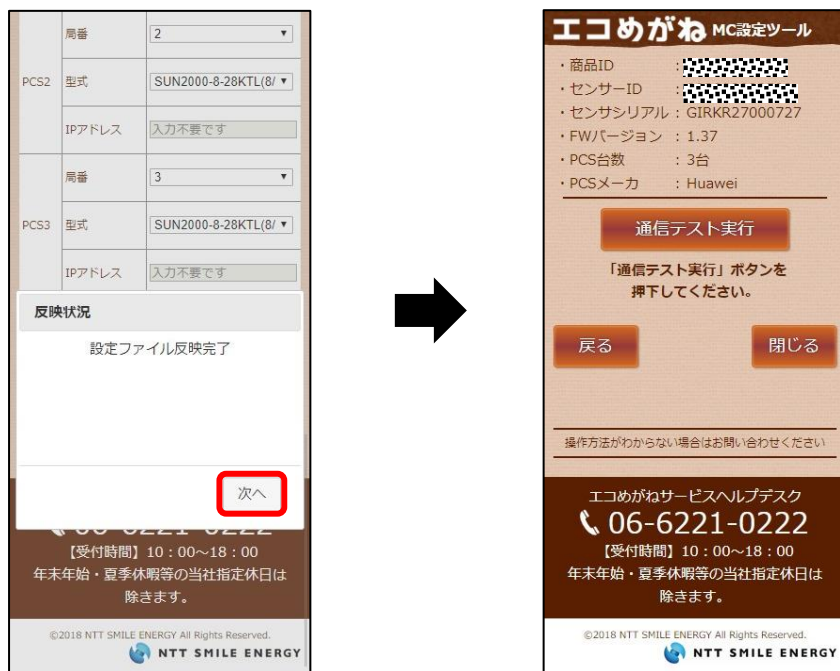 局番
2
PCS2
型式
SUN2000-8-28KTL(8/
IPアドレス
入力不要です
局番
3
PCS3
型式
SUN2000-8-28KTL(8/
IPアドレス
入力不要です
反映状況
設定ファイル反映完了
次へ
06-6221-0222
【受付時間】10:00～18:00
年末年始・夏季休暇等の当社指定休日は
除きます。
©2018 NTT SMILE ENERGY All Rights Reserved.
NTT SMILE ENERGY
エコめがね MC設定ツール
・商品ID :
・センサーID :
・センサシリアル : GIRKR27000727
・FWバージョン : 1.37
・PCS台数 : 3台
・PCSメーカ : Huawei
通信テスト実行
「通信テスト実行」ボタンを
押下してください。
戻る
閉じる
操作方法がわからない場合はお問い合わせください
エコめがねサービスヘルプデスク
06-6221-0222
【受付時間】10:00～18:00
年末年始・夏季休暇等の当社指定休日は
除きます。
©2018 NTT SMILE ENERGY All Rights Reserved.
NTT SMILE ENERGY